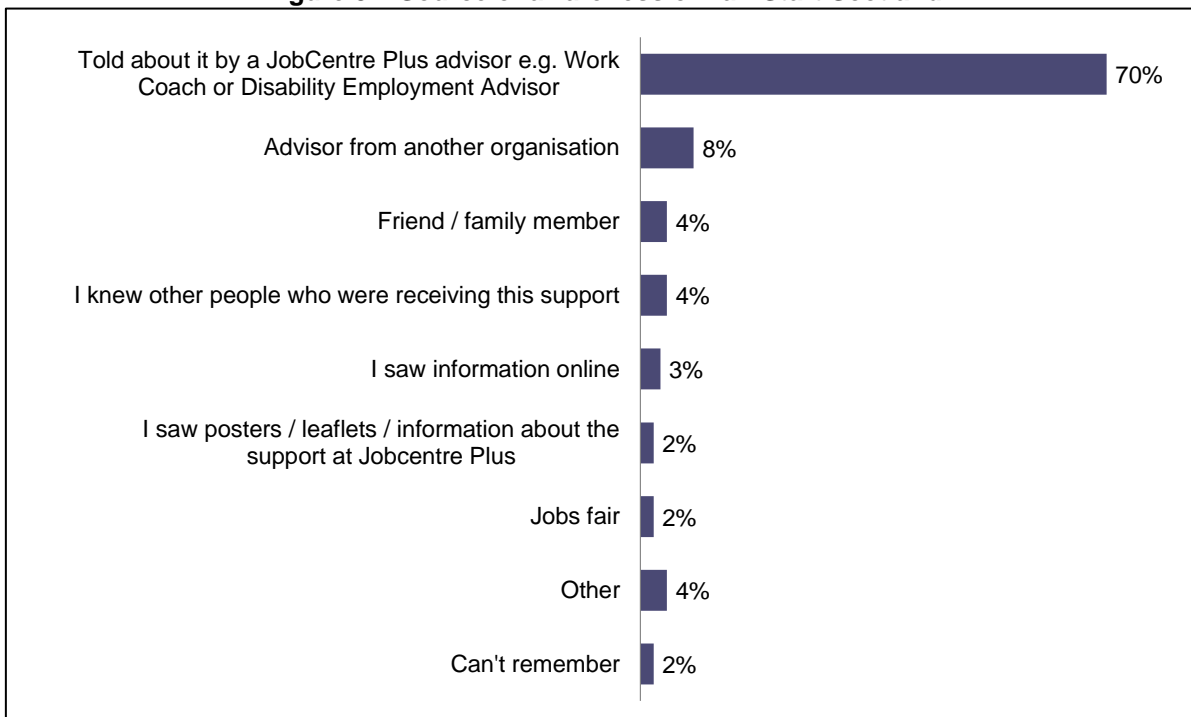 Told about it by a JobCentre Plus advisor e.g. Work
Coach or Disability Employment Advisor
70%
Advisor from another organisation
8%
Friend / family member
4%
I knew other people who were receiving this support
4%
I saw information online
3%
I saw posters / leaflets / information about the
support at Jobcentre Plus
2%
Jobs fair
2%
Other
4%
Can't remember
2%